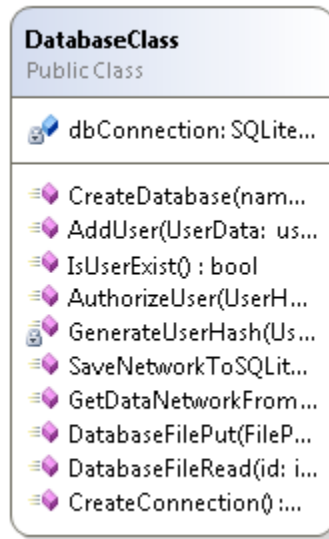 DatabaseClass
Public Class
dbConnection: SQLite...
CreateDatabase(nam...
AddUser(UserData: us...
IsUserExist() : bool
AuthorizeUser(UserH...
GenerateUserHash(Us...
SaveNetworkToSQLit...
GetDataNetworkFrom...
DatabaseFilePut(FileP...
DatabaseFileRead(id: i...
CreateConnection() :...